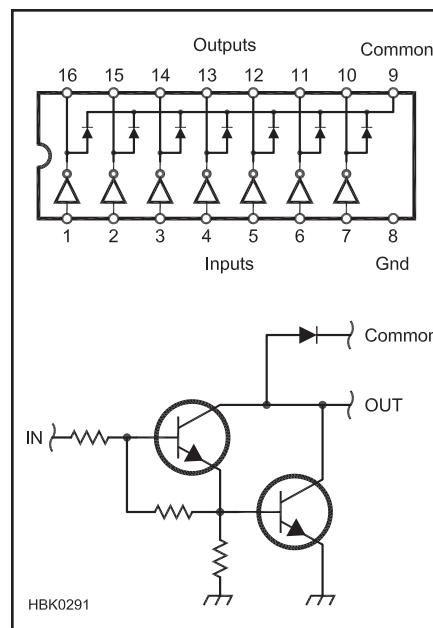 Outputs Common
16 15 14 13 12 11 10 9
1 2 3 4 5 6 7 8
Inputs Gnd
Common
OUT
IN
HBK0291